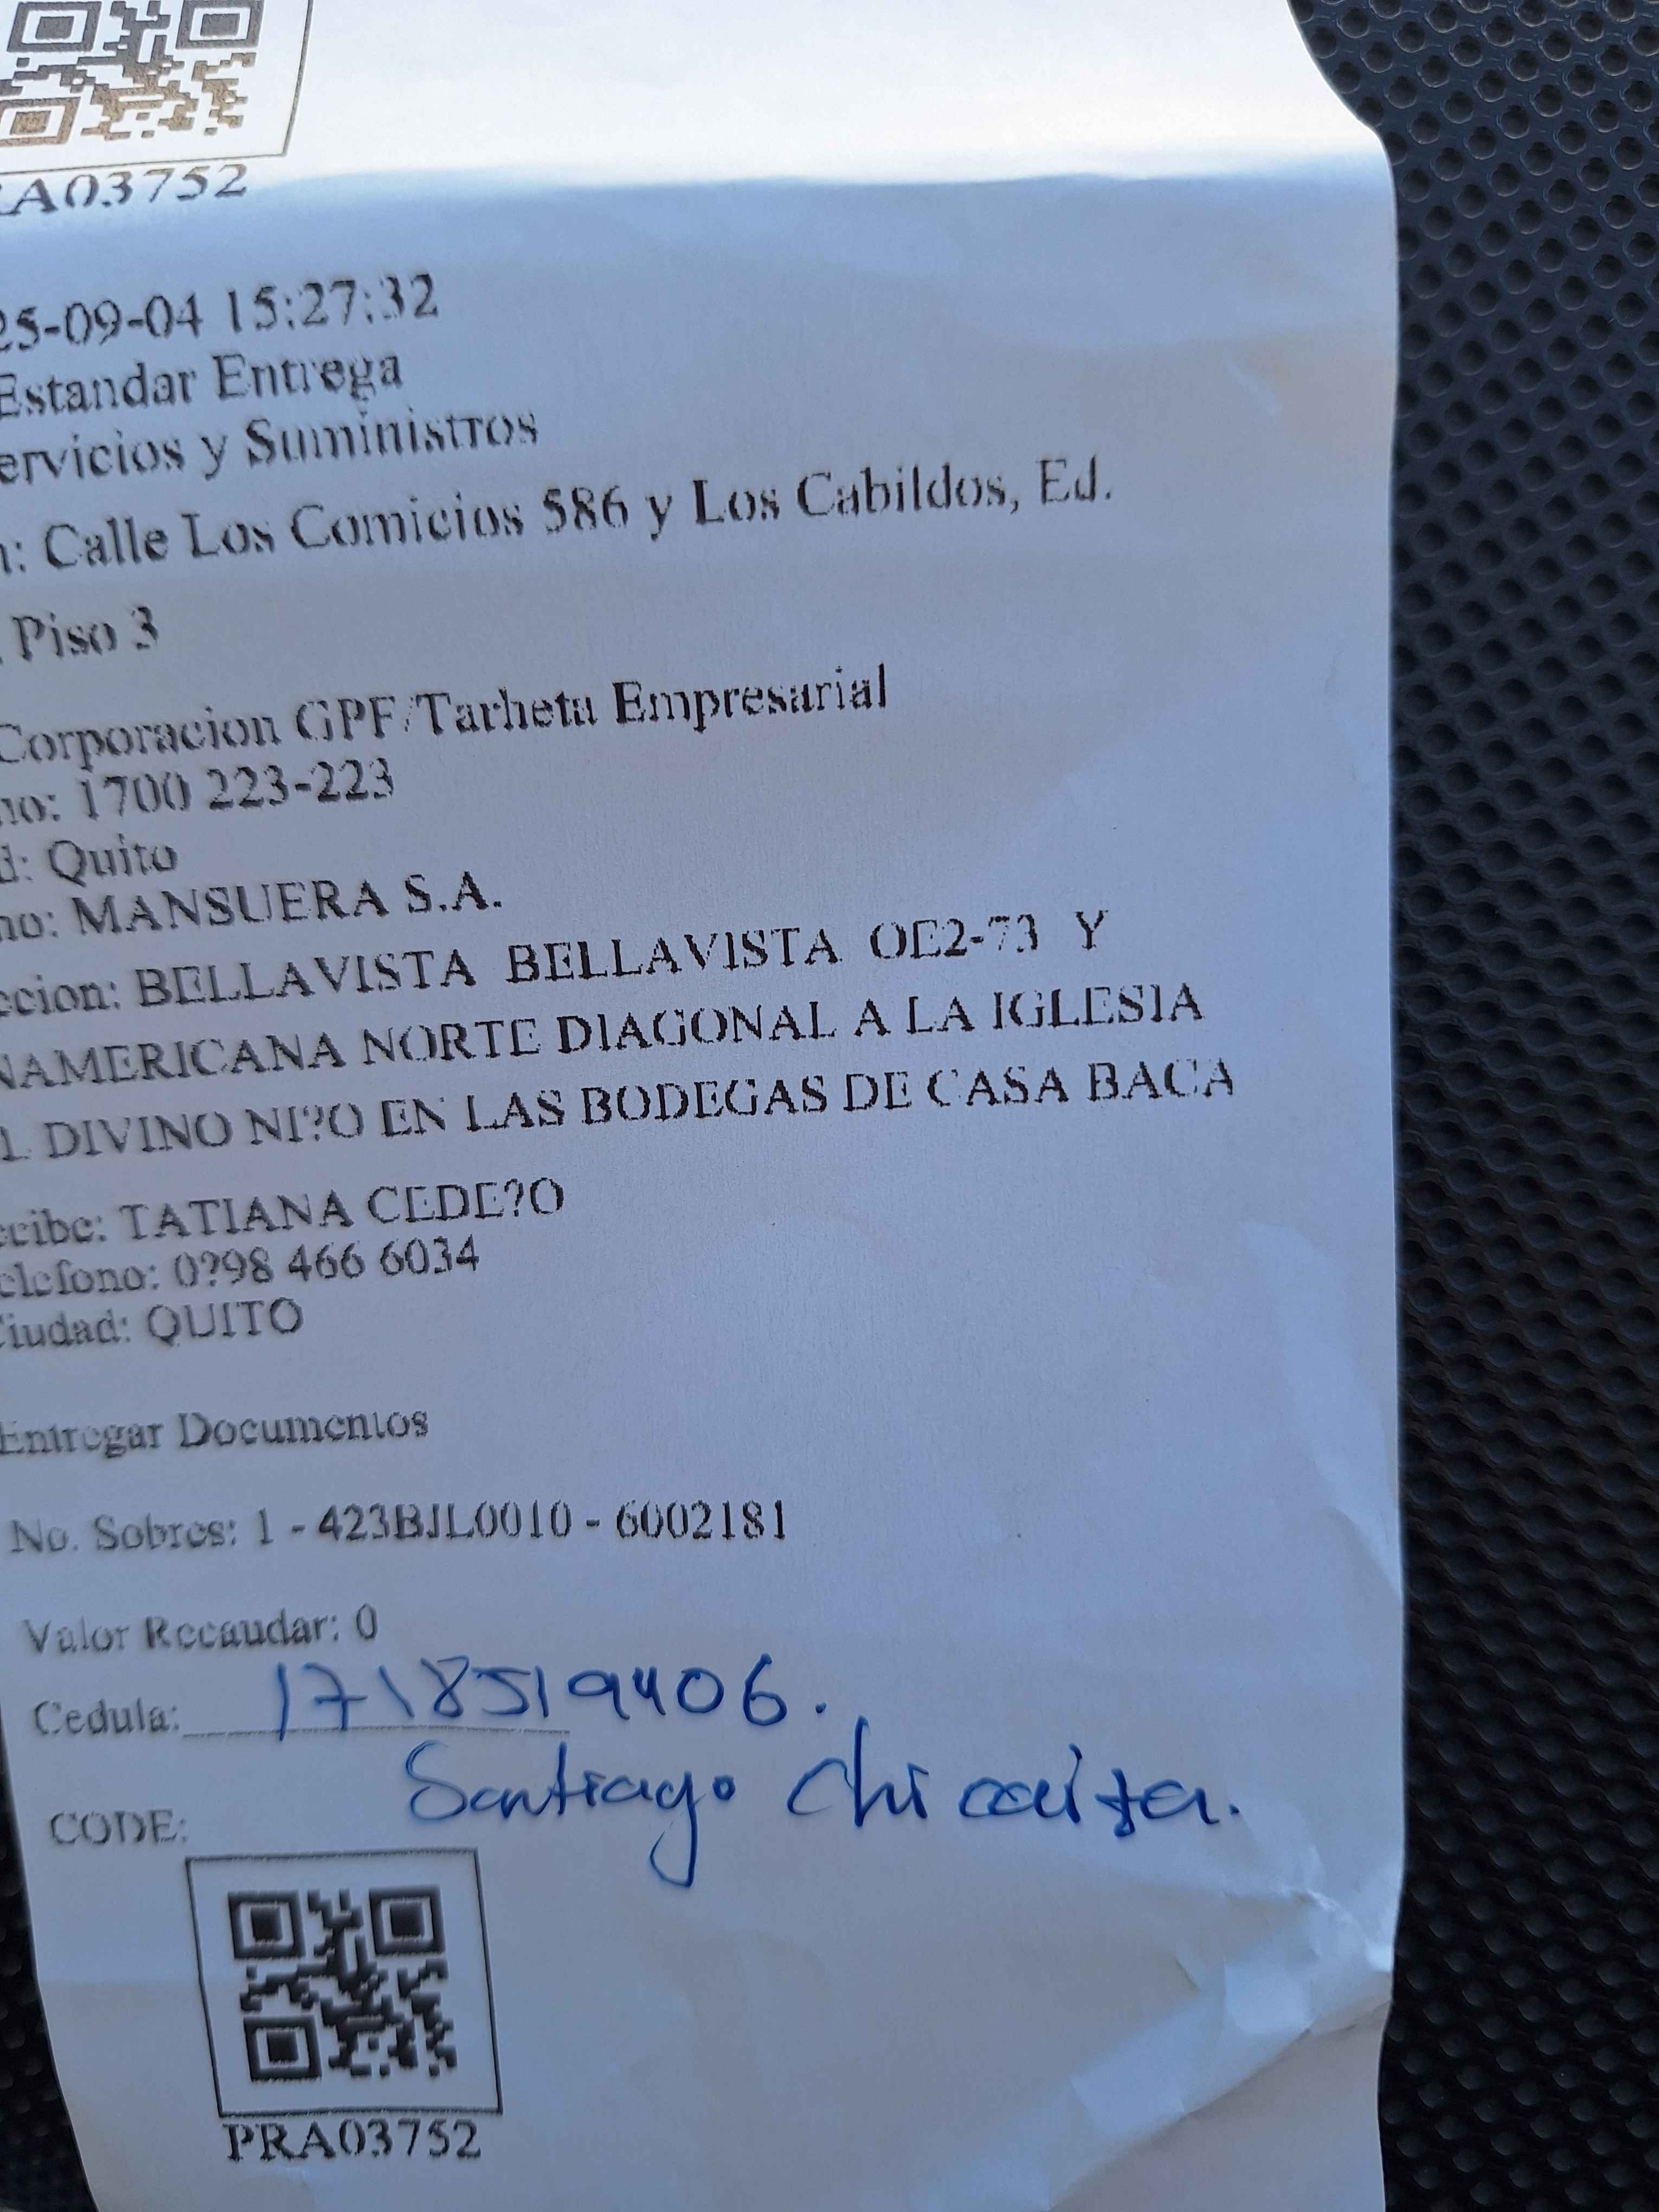 RA03752
25-09-04 15:27:32
Estandar Entrega
ervicios y Suministros
n: Calle Los Comicios 586 y Los Cabildos, Ed.
. Piso 3
Corporacion GPF/Tarheta Empresarial
no: 1700 223-223
d: Quito
no: MANSUERA S.A.
ccion: BELLAVISTA BELLAVISTA OE2-73 Y
NAMERICANA NORTE DIAGONAL A LA IGLESIA
L DIVINO NI?O EN LAS BODEGAS DE CASA BACA
ecibe: TATIANA CEDE?O
elefono: 0?98 466 6034
Ciudad: QUITO
Entregar Documentos
No. Sobres: 1 - 423BJL0010 - 6002181
Valor Recaudar: 0
Cedula: 1718519406.
Santiago
CODE:
PRA03752